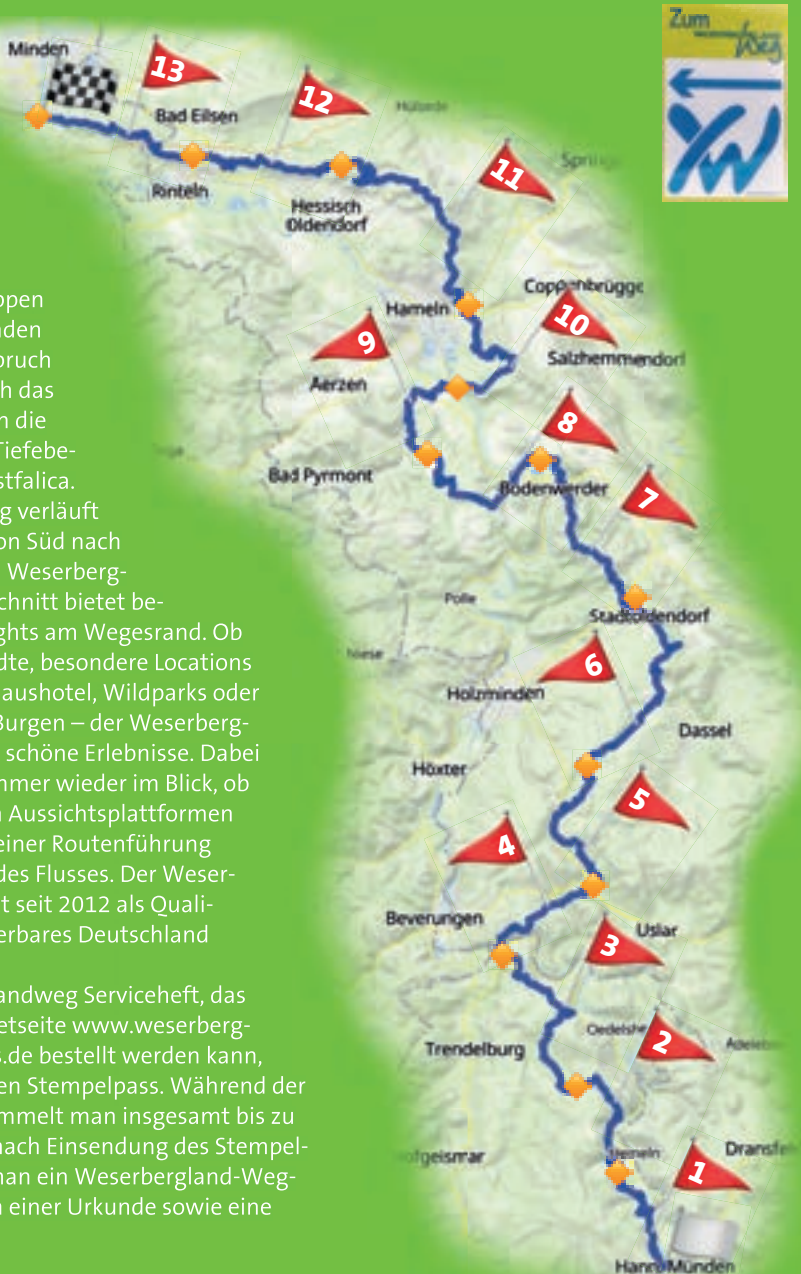 Zum
Weg
Minden
13
12
Bad Eilsen
Hülsede
11
Rinteln
Hessisch
Oldendorf
Coppenbrügge
Hameln
10
9
Salzhemmendorf
Aerzen
8
Bad Pyrmont
Bodenwerder
7
Polle
Stadtoldendorf
Niese
6
Holzminden
Dassel
Höxter
5
4
Beverungen
Uslar
3
2
Trendelburg
1
Hann. Münden
ppen
nden
pruch
h das
n die
Tiefebe-
stfalica.
g verläuft
on Süd nach
Weserberg-
chnitt bietet be-
ghts am Wegesrand. Ob
dte, besondere Locations
aushotel, Wildparks oder
Burgen – der Weserberg-
schöne Erlebnisse. Dabei
mmer wieder im Blick, ob
n Aussichtsplattformen
einer Routenführung
des Flusses. Der Weser-
t seit 2012 als Quali-
erbares Deutschland
andweg Serviceheft, das
etseite www.weserberg-
s.de bestellt werden kann,
en Stempelpass. Während der
mmelt man insgesamt bis zu
nach Einsendung des Stempel-
man ein Weserbergland-Weg-
n einer Urkunde sowie eine